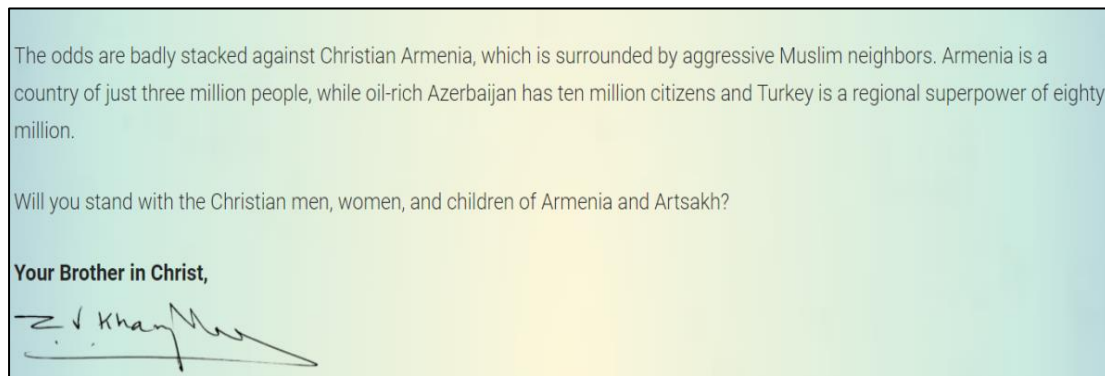 The odds are badly stacked against Christian Armenia, which is surrounded by aggressive Muslim neighbors. Armenia is a
country of just three million people, while oil-rich Azerbaijan has ten million citizens and Turkey is a regional superpower of eighty
million.
Will you stand with the Christian men, women, and children of Armenia and Artsakh?
Your Brother in Christ,